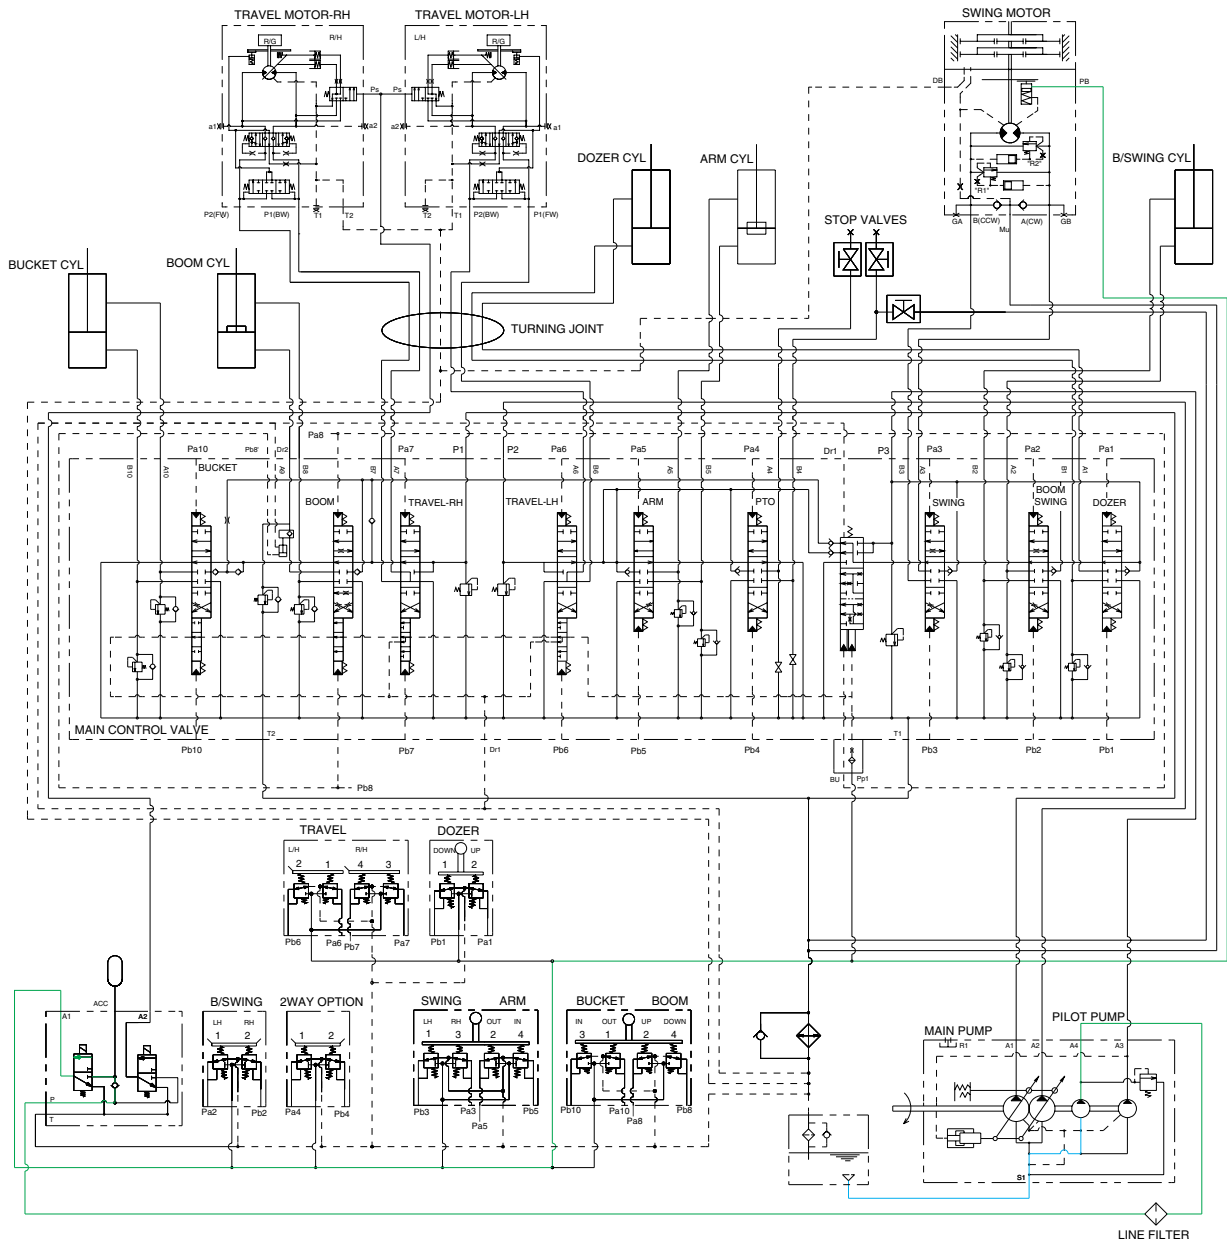 TRAVEL MOTOR-RH
TRAVEL MOTOR-LH
SWING MOTOR
R/G
R/H
L/H
R/G
DB
PB
Ps
Ps
a1
a2
a2
a1
"R2"
"R1"
P2(FW)
P1(BW)
T1
T2
T2
T1
P2(BW)
P1(FW)
GA
B(CCW)
Mu
A(CW)
GB
DOZER CYL
ARM CYL
B/SWING CYL
STOP VALVES
BUCKET CYL
BOOM CYL
TURNING JOINT
Pa8
Pa10
Pb8'
Dr2
Pa7
P1
P2
Pa6
Pa5
Pa4
Dr1
P3
Pa3
Pa2
Pa1
B10
A10
A9
B8
B7
A7
A6
B6
A5
B5
A4
B4
B3
A3
B2
A2
B1
A1
BUCKET
BOOM
TRAVEL-RH
TRAVEL-LH
ARM
PTO
SWING
BOOM
SWING
DOZER
MAIN CONTROL VALVE
T2
T1
Pb10
Pb7
Dr1
Pb6
Pb5
Pb4
Pb3
Pb2
Pb1
BU
Pp1
Pb8
TRAVEL
DOZER
L/H
R/H
2
1
4
3
DOWN
UP
1
2
Pb6
Pa6
Pb7
Pa7
Pb1
Pa1
ACC
A1
A2
P
T
B/SWING
2WAY OPTION
LH
RH
1
2
1
2
Pa2
Pb2
Pa4
Pb4
SWING
ARM
LH
RH
OUT
IN
1
3
2
4
Pb3
Pa3
Pa5
Pb5
BUCKET
BOOM
IN
OUT
UP
DOWN
3
1
2
4
Pb10
Pa10
Pa8
Pb8
MAIN PUMP
PILOT PUMP
R1
A1
A2
A4
A3
S1
LINE FILTER